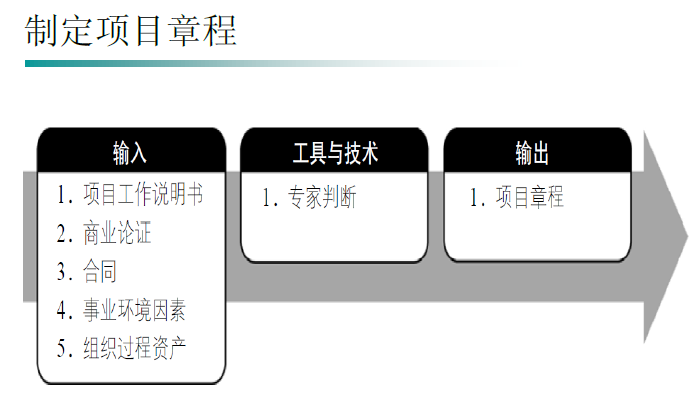 制定项目章程
输入
1. 项目工作说明书
2. 商业论证
3. 合同
4. 事业环境因素
5. 组织过程资产
工具与技术
1. 专家判断
输出
1. 项目章程